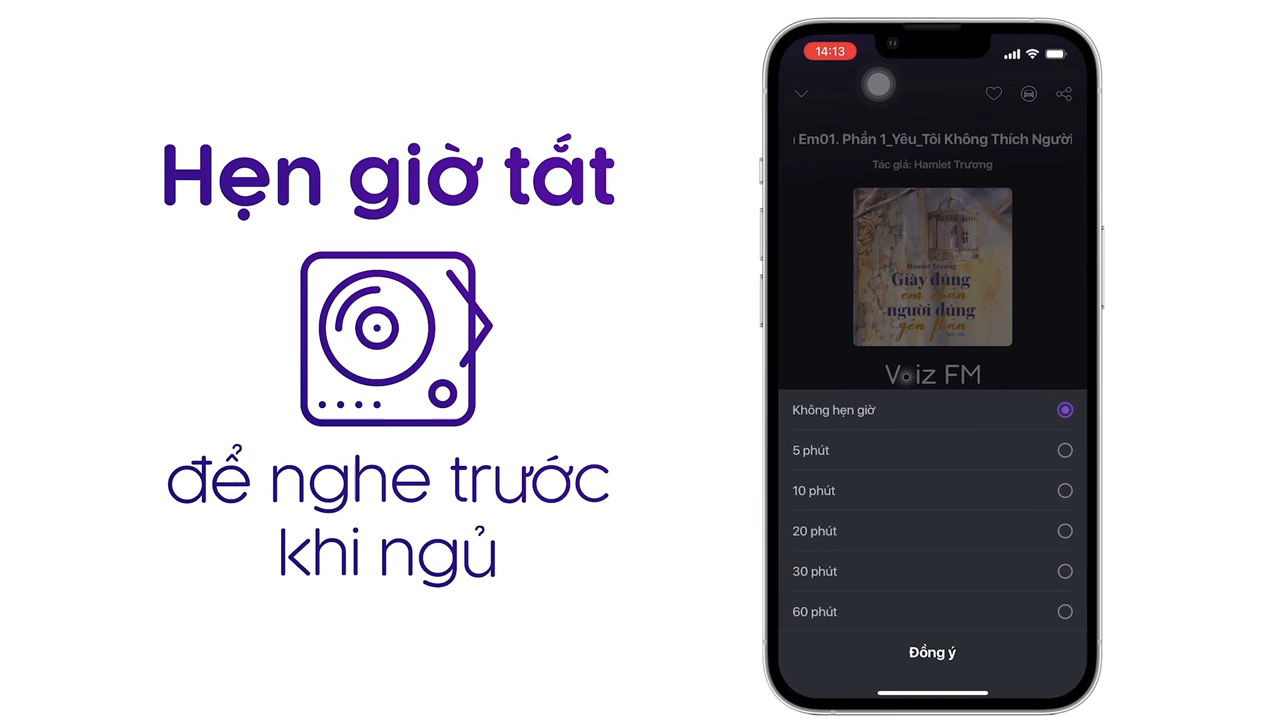 Hẹn giờ tắt
để nghe trước
khi ngủ
14:13
Em01. Phần 1_Yêu_Tôi Không Thích Người
Tác giả: Hamlet Trương
Hamlet Trương
Giày đúng
em chân
người đúng
yên thân
Voiz FM
Không hẹn giờ
5 phút
10 phút
20 phút
30 phút
60 phút
Đồng ý